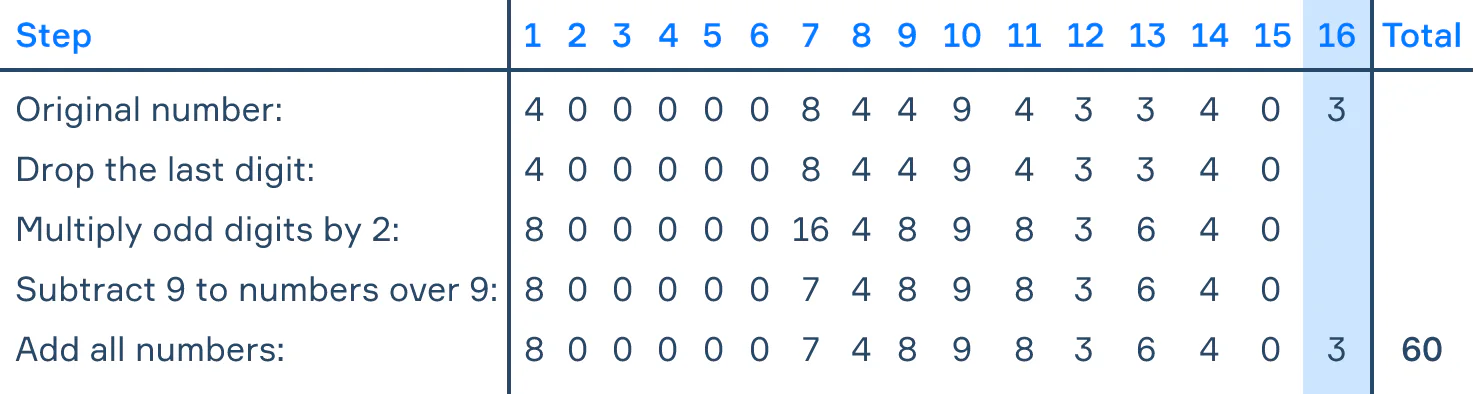 Step 1 2 3 4 5 6 7 8 9 10 11 12 13 14 15 16 Total
Original number: 4 0 0 0 0 0 8 4 4 9 4 3 3 4 0 3
Drop the last digit: 4 0 0 0 0 0 8 4 4 9 4 3 3 4 0
Multiply odd digits by 2: 8 0 0 0 0 0 16 4 8 9 8 3 6 4 0
Subtract 9 to numbers over 9: 8 0 0 0 0 0 7 4 8 9 8 3 6 4 0
Add all numbers: 8 0 0 0 0 0 7 4 8 9 8 3 6 4 0 3 60